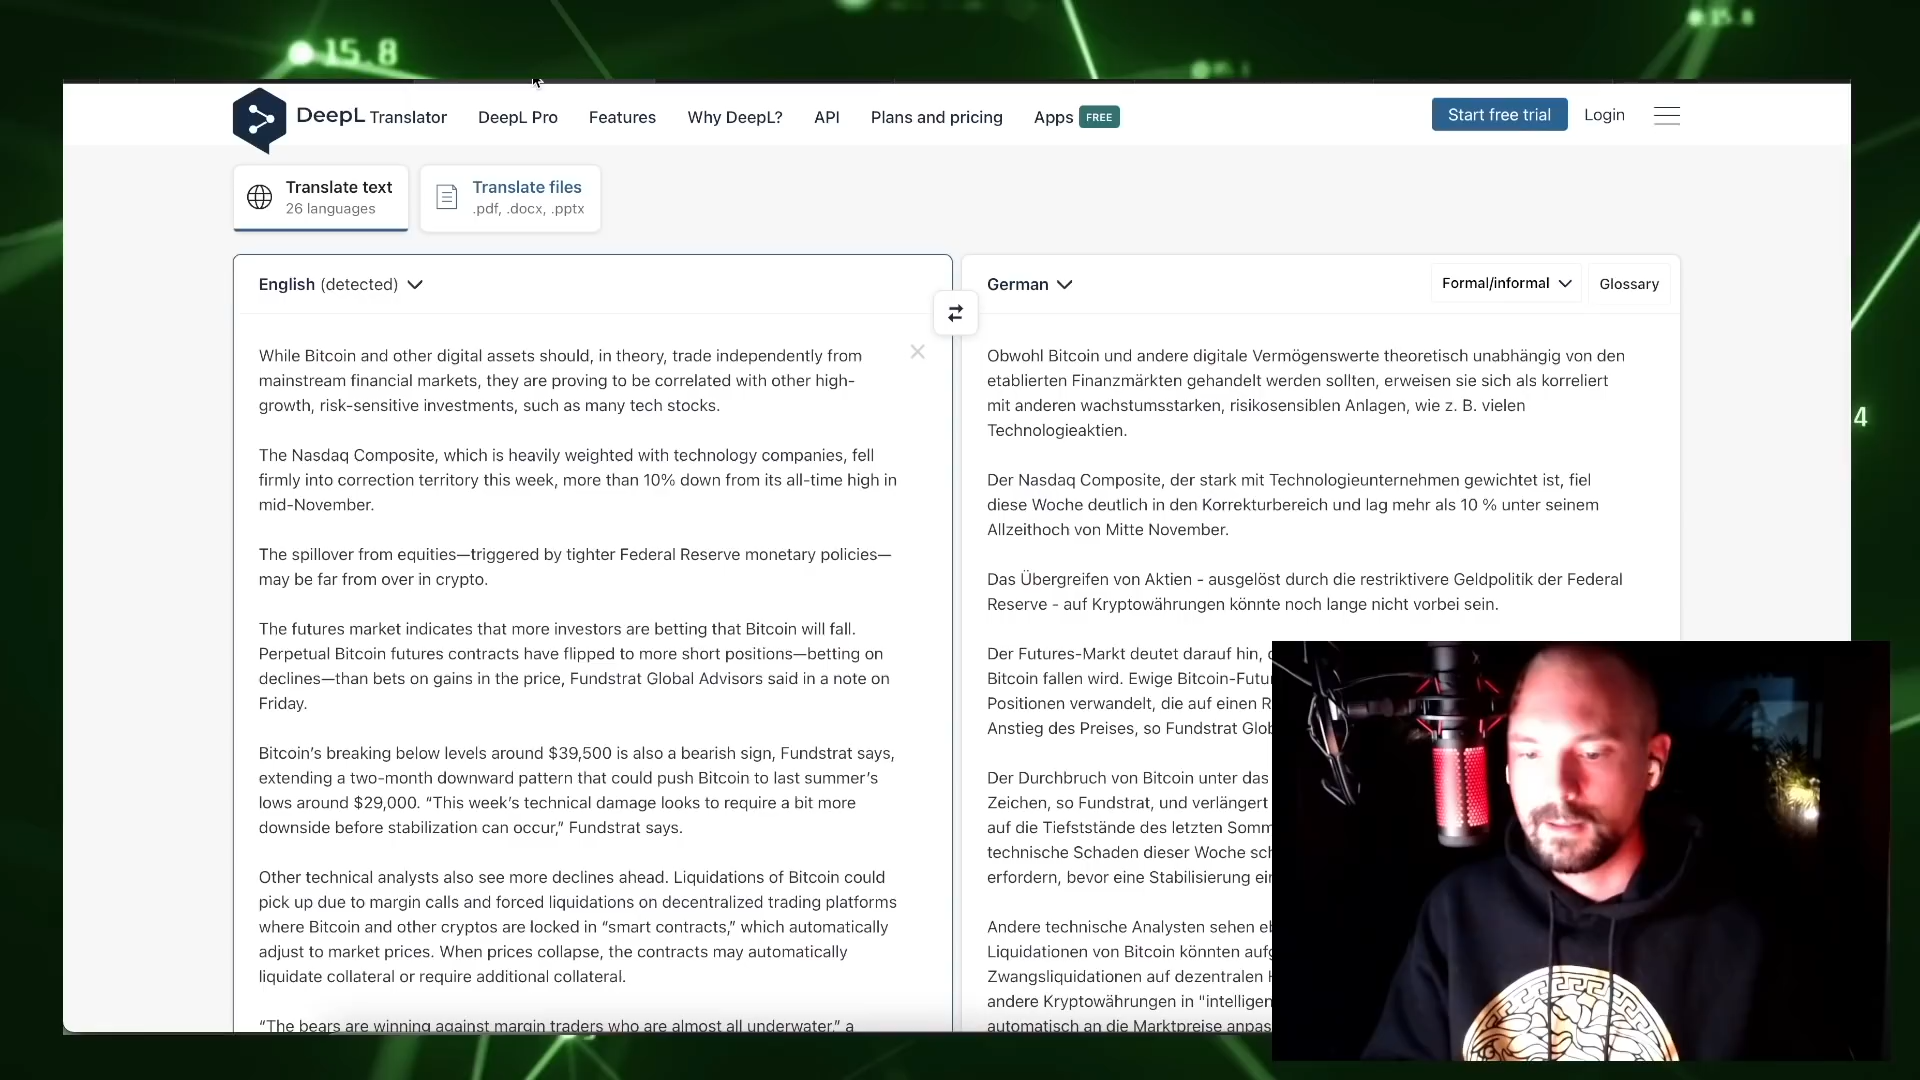 15.8
15.8
DeepL Translator DeepL Pro Features Why DeepL? API Plans and pricing Apps FREE Start free trial Login
Translate text
26 languages
Translate files
.pdf, .docx, .pptx
English (detected)
While Bitcoin and other digital assets should, in theory, trade independently from
mainstream financial markets, they are proving to be correlated with other high-
growth, risk-sensitive investments, such as many tech stocks.
The Nasdaq Composite, which is heavily weighted with technology companies, fell
firmly into correction territory this week, more than 10% down from its all-time high in
mid-November.
The spillover from equities—triggered by tighter Federal Reserve monetary policies—
may be far from over in crypto.
The futures market indicates that more investors are betting that Bitcoin will fall.
Perpetual Bitcoin futures contracts have flipped to more short positions—betting on
declines—than bets on gains in the price, Fundstrat Global Advisors said in a note on
Friday.
Bitcoin’s breaking below levels around $39,500 is also a bearish sign, Fundstrat says,
extending a two-month downward pattern that could push Bitcoin to last summer’s
lows around $29,000. “This week’s technical damage looks to require a bit more
downside before stabilization can occur,” Fundstrat says.
Other technical analysts also see more declines ahead. Liquidations of Bitcoin could
pick up due to margin calls and forced liquidations on decentralized trading platforms
where Bitcoin and other cryptos are locked in “smart contracts,” which automatically
adjust to market prices. When prices collapse, the contracts may automatically
liquidate collateral or require additional collateral.
“The bears are winning against margin traders who are almost all underwater,” a
German
Formal/informal
Glossary
Obwohl Bitcoin und andere digitale Vermögenswerte theoretisch unabhängig von den
etablierten Finanzmärkten gehandelt werden sollten, erweisen sie sich als korreliert
mit anderen wachstumsstarken, risikosensiblen Anlagen, wie z. B. vielen
Technologieaktien.
Der Nasdaq Composite, der stark mit Technologieunternehmen gewichtet ist, fiel
diese Woche deutlich in den Korrekturbereich und lag mehr als 10 % unter seinem
Allzeithoch von Mitte November.
Das Übergreifen von Aktien - ausgelöst durch die restriktivere Geldpolitik der Federal
Reserve - auf Kryptowährungen könnte noch lange nicht vorbei sein.
Der Futures-Markt deutet darauf hin,
Bitcoin fallen wird. Ewige Bitcoin-Futu
Positionen verwandelt, die auf einen R
Anstieg des Preises, so Fundstrat Glob
Der Durchbruch von Bitcoin unter das
Zeichen, so Fundstrat, und verlängert
auf die Tiefststände des letzten Somm
technische Schaden dieser Woche sch
erfordern, bevor eine Stabilisierung ei
Andere technische Analysten sehen eb
Liquidationen von Bitcoin könnten auf
Zwangsliquidationen auf dezentralen
andere Kryptowährungen in "intelligen
automatisch an die Marktpreise anpas
4